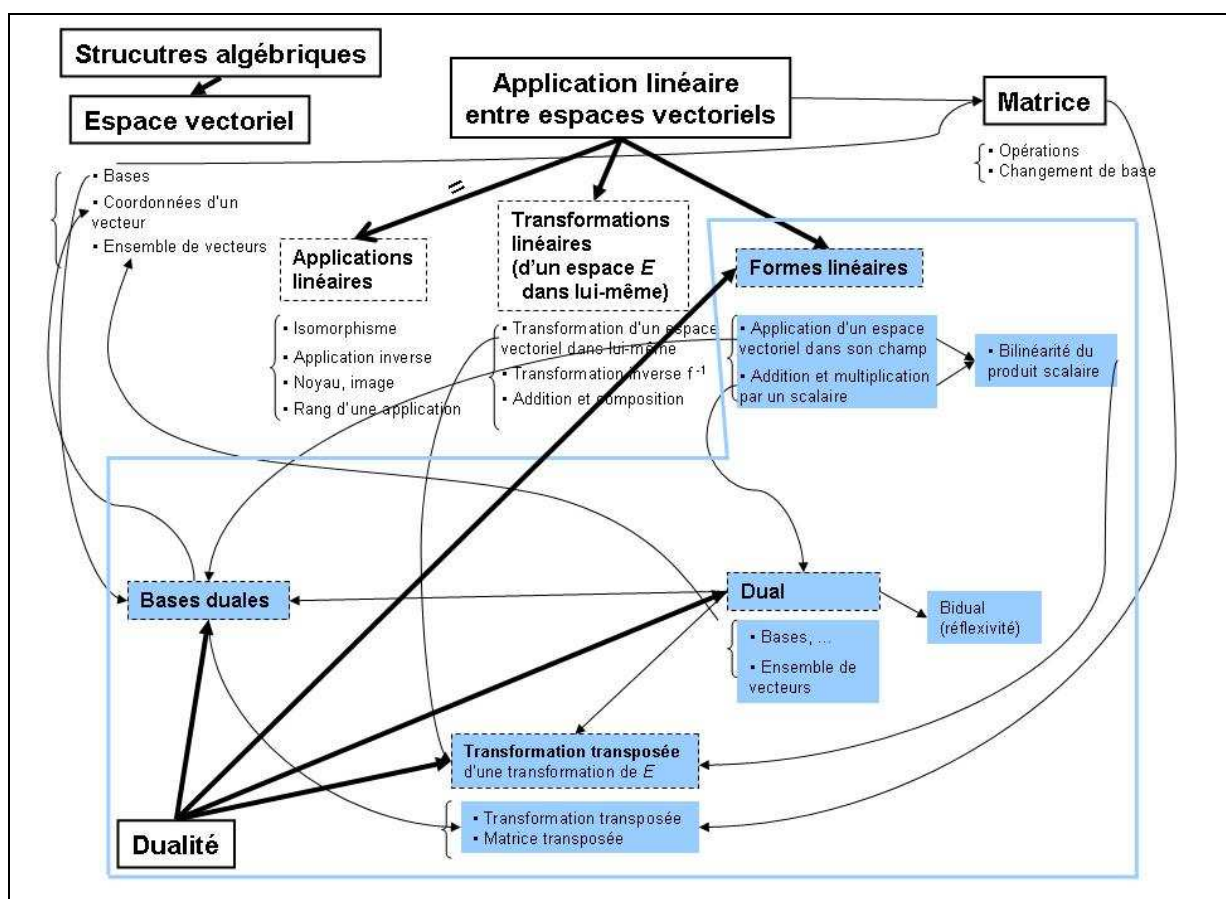 Strucutres algébriques
Espace vectoriel
Application linéaire
entre espaces vectoriels
Matrice
▪ Opérations
▪ Changement de base
▪ Bases
▪ Coordonnées d'un
vecteur
▪ Ensemble de vecteurs
=
Applications
linéaires
▪ Isomorphisme
▪ Application inverse
▪ Noyau, image
▪ Rang d'une application
Transformations
linéaires
(d'un espace E
dans lui-même)
▪ Transformation d'un espace
vectoriel dans lui-même
▪ Transformation inverse f⁻¹
▪ Addition et composition
Formes linéaires
▪ Application d'un espace
vectoriel dans son champ
▪ Addition et multiplication
par un scalaire
▪ Bilinéarité du
produit scalaire
Bases duales
Dual
▪ Bases, ...
▪ Ensemble de
vecteurs
Bidual
(réflexivité)
Transformation transposée
d'une transformation de E
▪ Transformation transposée
▪ Matrice transposée
Dualité